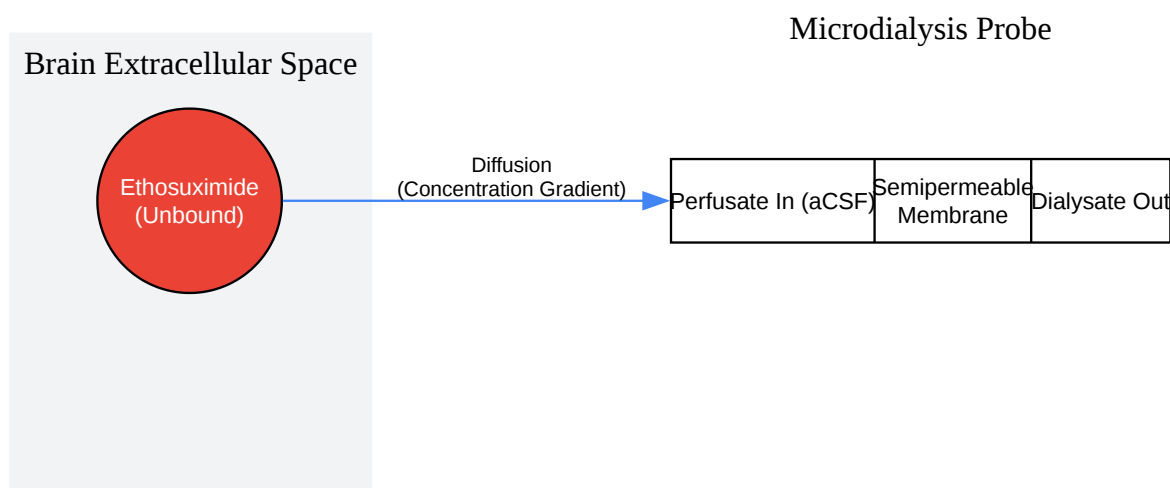 Microdialysis Probe
Brain Extracellular Space
Ethosuximide
(Unbound)
Diffusion
(Concentration Gradient)
Perfusate In (aCSF)
Semipermeable
Membrane
Dialysate Out